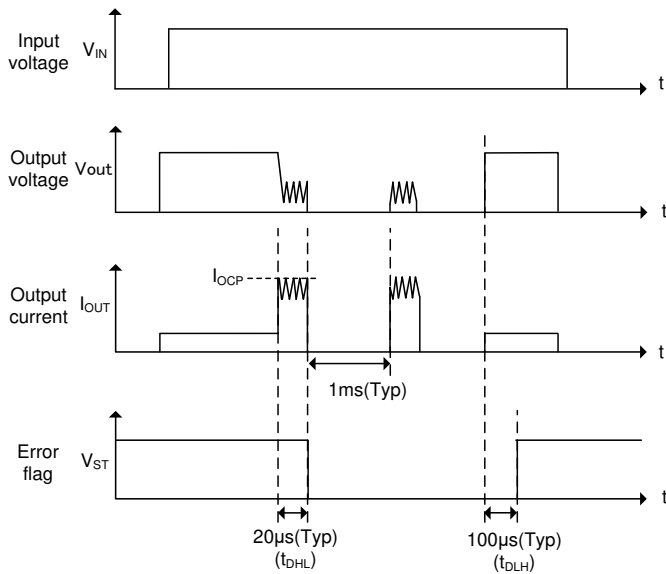 Input
voltage
V_IN
t
Output
voltage
Vout
t
I_OCP
Output
current
I_OUT
t
1ms(Typ)
Error
flag
V_ST
t
20µs(Typ)
(t_DHL)
100µs(Typ)
(t_DLH)